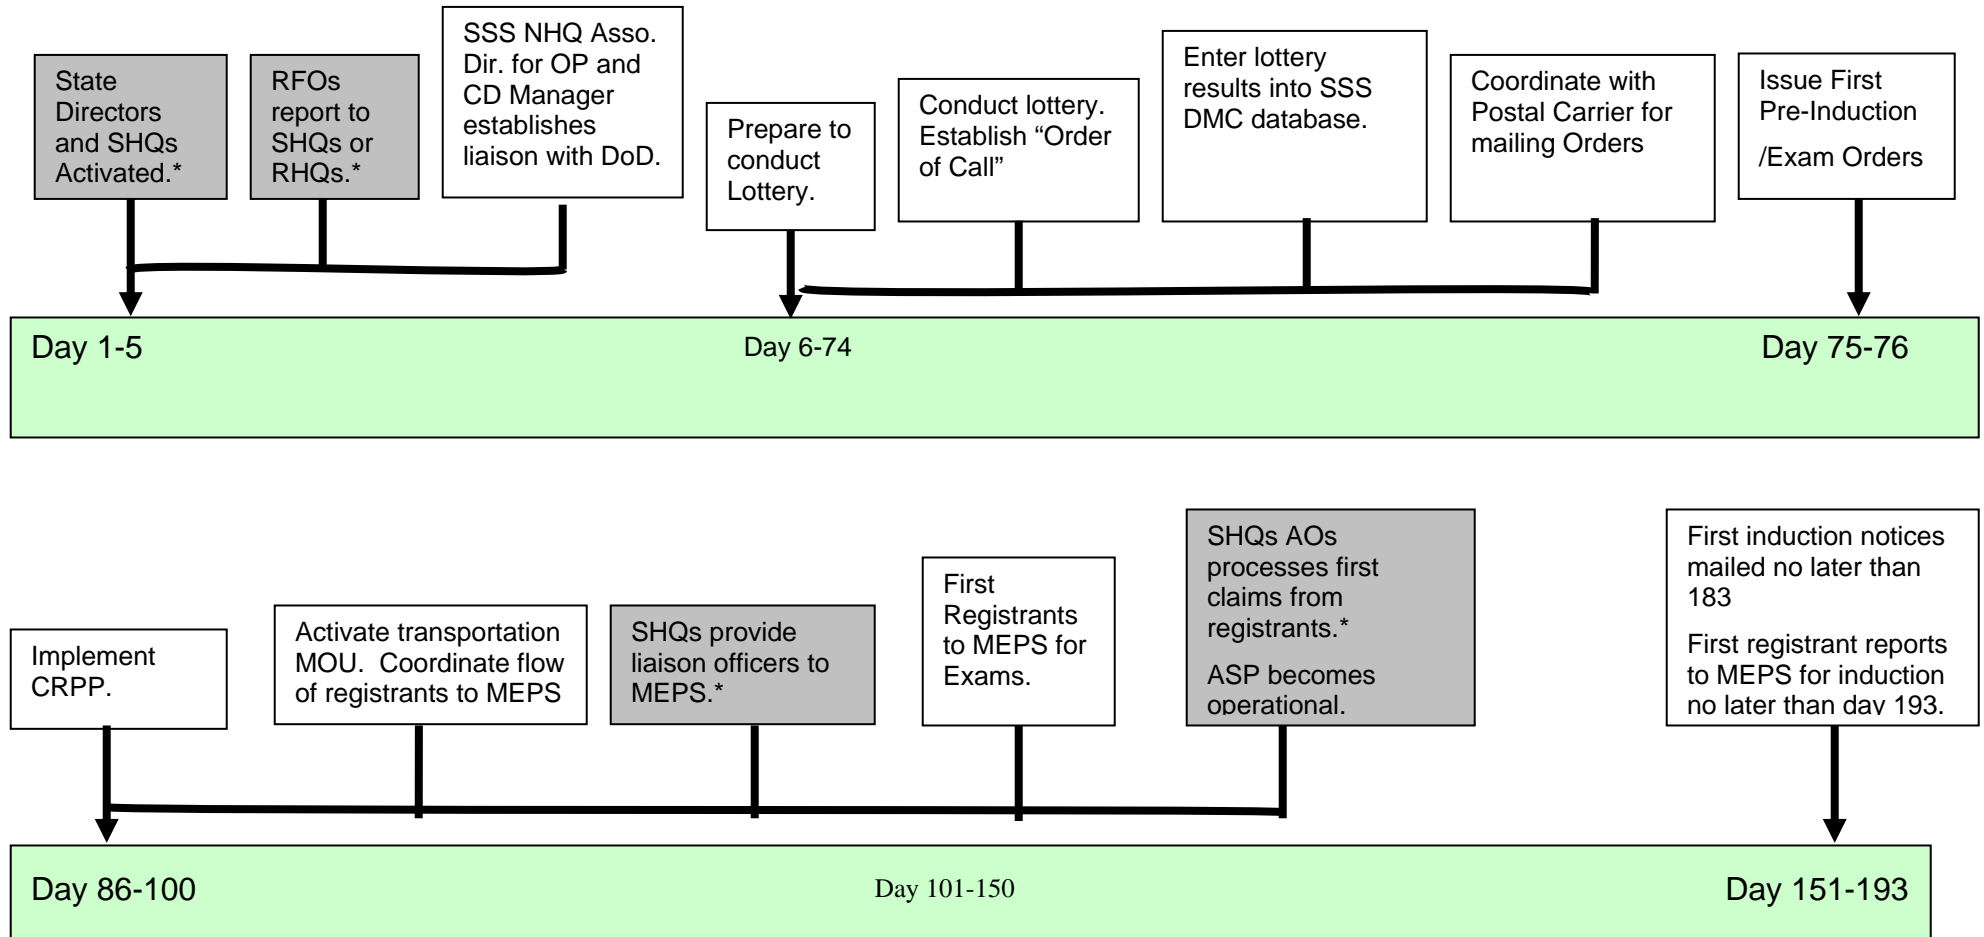 State
Directors
and SHQs
Activated.*
RFOs
report to
SHQs or
RHQs.*
SSS NHQ Asso.
Dir. for OP and
CD Manager
establishes
liaison with DoD.
Prepare to
conduct
Lottery.
Conduct lottery.
Establish “Order
of Call”
Enter lottery
results into SSS
DMC database.
Coordinate with
Postal Carrier for
mailing Orders
Issue First
Pre-Induction
/Exam Orders
Day 1-5
Day 6-74
Day 75-76
Implement
CRPP.
Activate transportation
MOU. Coordinate flow
of registrants to MEPS
SHQs provide
liaison officers to
MEPS.*
First
Registrants
to MEPS for
Exams.
SHQs AOs
processes first
claims from
registrants.*
ASP becomes
operational.
First induction notices
mailed no later than
183
First registrant reports
to MEPS for induction
no later than day 193.
Day 86-100
Day 101-150
Day 151-193